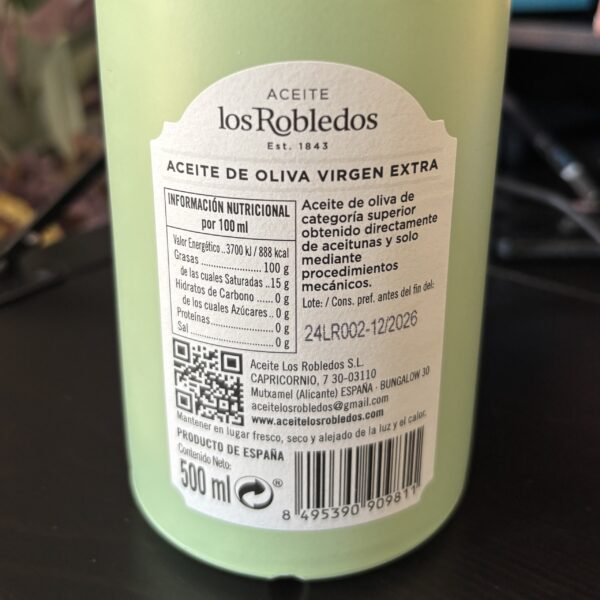 ACEITE
los Robledos
Est. 1843
ACEITE DE OLIVA VIRGEN EXTRA
INFORMACIÓN NUTRICIONAL
por 100 ml
Valor Energético..3700 kJ / 888 kcal
Grasas ................ 100 g
de las cuales Saturadas ..15 g
Hidratos de Carbono ..... 0 g
de los cuales Azúcares .. 0 g
Proteínas.................. 0 g
Sal ......................... 0 g
Aceite de oliva de
categoría superior
obtenido directamente
de aceitunas y solo
mediante
procedimientos
mecánicos.
Lote: / Cons. pref. antes del fin del:
24LR002-12/2026
Aceite Los Robledos S.L.
CAPRICORNIO, 7 30-03110
Mutxamel (Alicante) ESPAÑA · BUNGALOW 30
aceitelosrobledos@gmail.com
www.aceitelosrobledos.com
Mantener en lugar fresco, seco y alejado de la luz y el calor.
PRODUCTO DE ESPAÑA
Contenido Neto:
500 ml
®
8 495390 909811